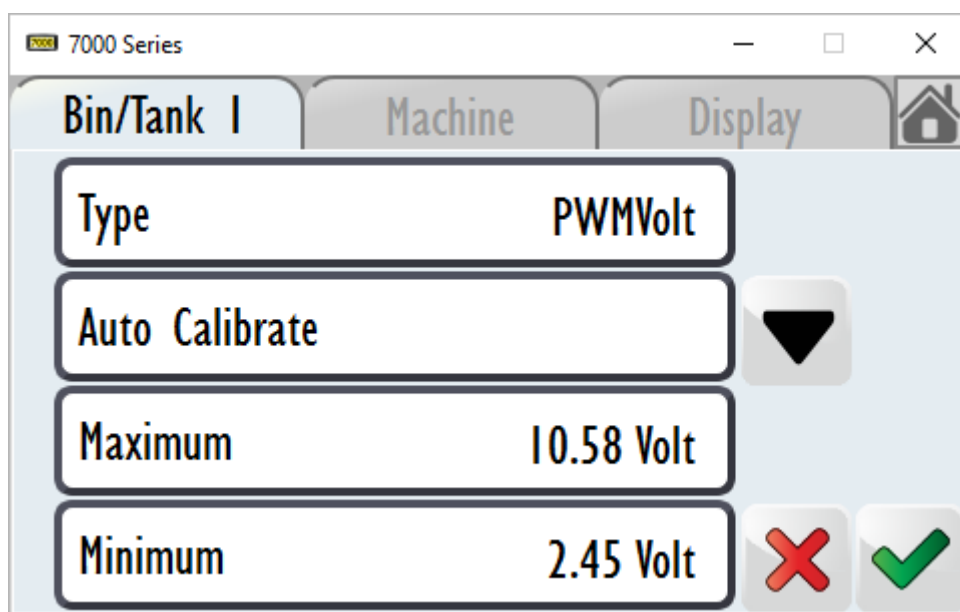 7000 7000 Series
Bin/Tank 1 Machine Display
Type PWMVolt
Auto Calibrate
Maximum 10.58 Volt
Minimum 2.45 Volt